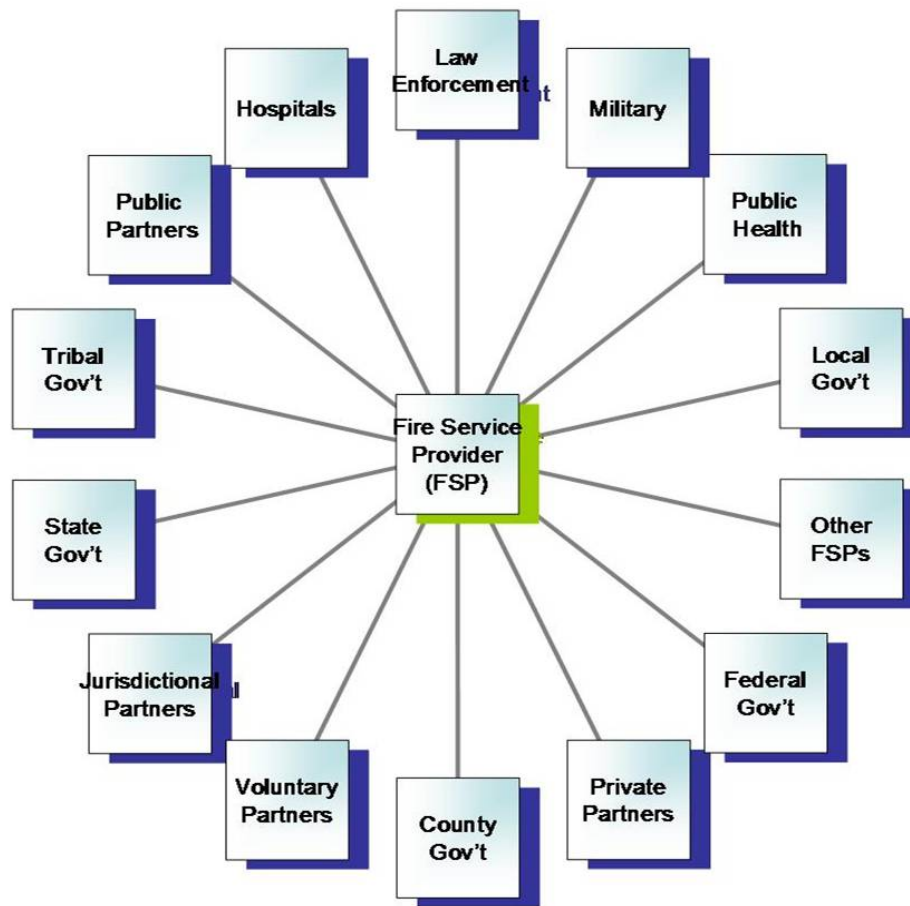 Law
Enforcement
Hospitals
Military
Public
Partners
Public
Health
Tribal
Gov't
Local
Gov't
Fire Service
Provider
(FSP)
State
Gov't
Other
FSPs
Jurisdictional
Partners
Federal
Gov't
Voluntary
Partners
Private
Partners
County
Gov't